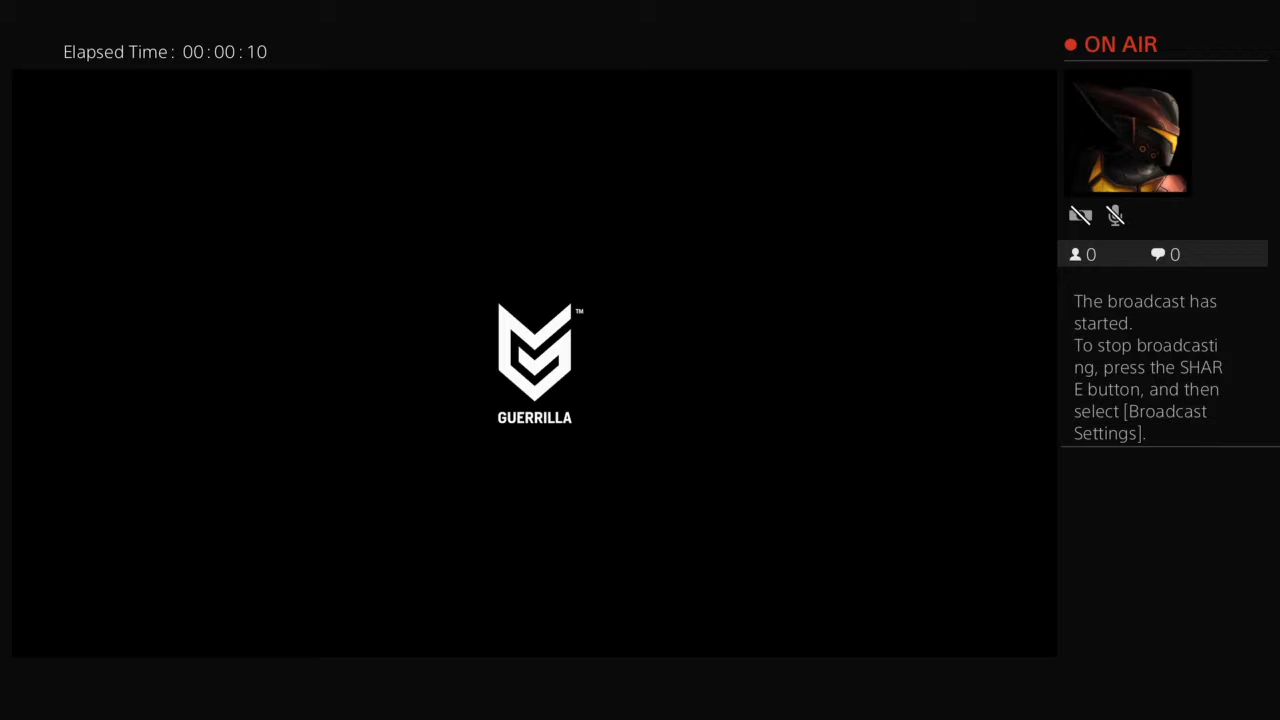 Elapsed Time: 00:00:10
ON AIR
0 0
The broadcast has
started.
To stop broadcasti
ng, press the SHAR
E button, and then
select [Broadcast
Settings].
TM
GUERRILLA